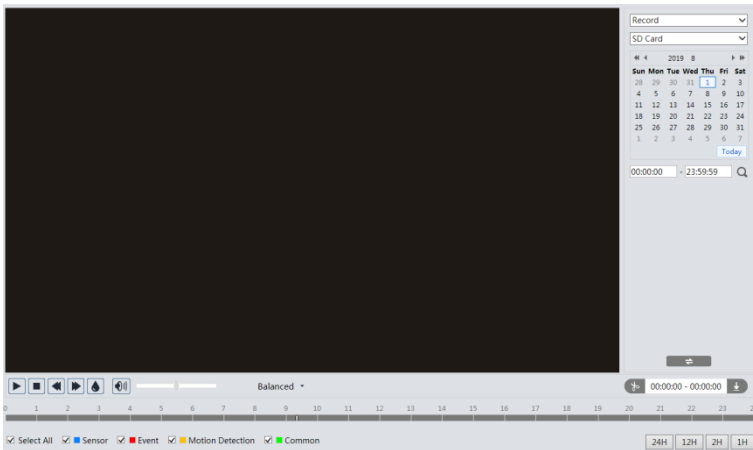 Record
SD Card
2019 8
Sun Mon Tue Wed Thu Fri Sat
28 29 30 31 1 2 3
4 5 6 7 8 9 10
11 12 13 14 15 16 17
18 19 20 21 22 23 24
25 26 27 28 29 30 31
1 2 3 4 5 6 7
Today
00:00:00 - 23:59:59
Balanced
00:00:00 - 00:00:00
0 1 2 3 4 5 6 7 8 9 10 11 12 13 14 15 16 17 18 19 20 21 22 23 2
Select All Sensor Event Motion Detection Common
24H 12H 2H 1H